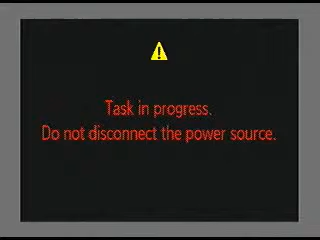 Task in progress.
Do not disconnect the power source.